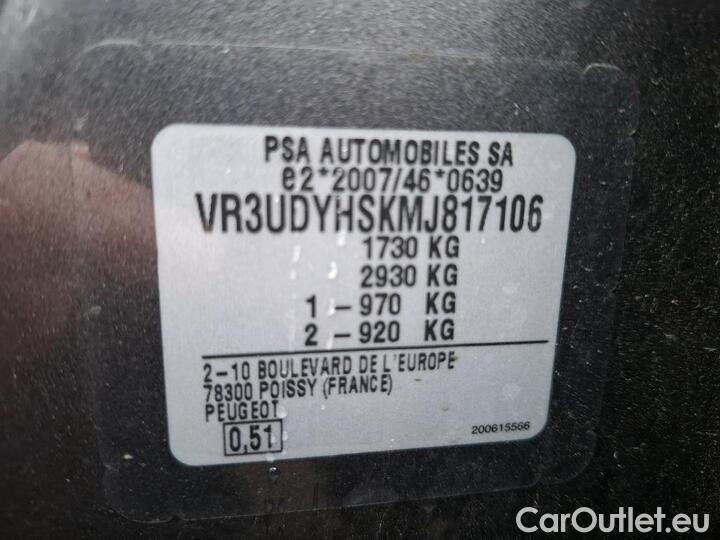 PSA AUTOMOBILES SA
e2*2007/46*0639
VR3UDYHSKMJ817106
1730 KG
2930 KG
1 - 970 KG
2 - 920 KG
2-10 BOULEVARD DE L'EUROPE
78300 POISSY (FRANCE)
PEUGEOT
0,51
200615566
CarOutlet.eu